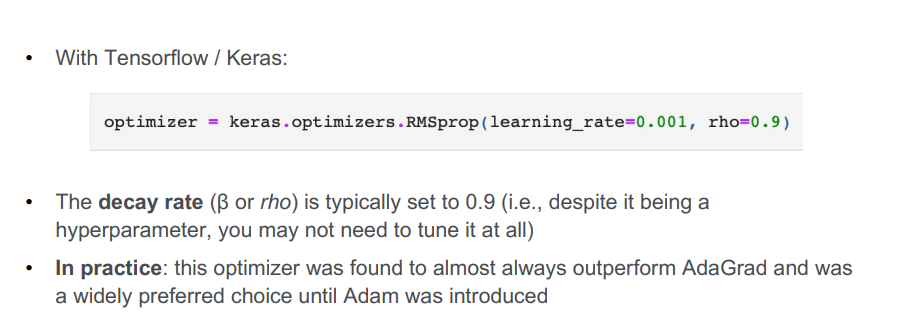 • With Tensorflow / Keras:
optimizer = keras.optimizers.RMSprop(learning_rate=0.001, rho=0.9)
• The decay rate (β or rho) is typically set to 0.9 (i.e., despite it being a
hyperparameter, you may not need to tune it at all)
• In practice: this optimizer was found to almost always outperform AdaGrad and was
a widely preferred choice until Adam was introduced